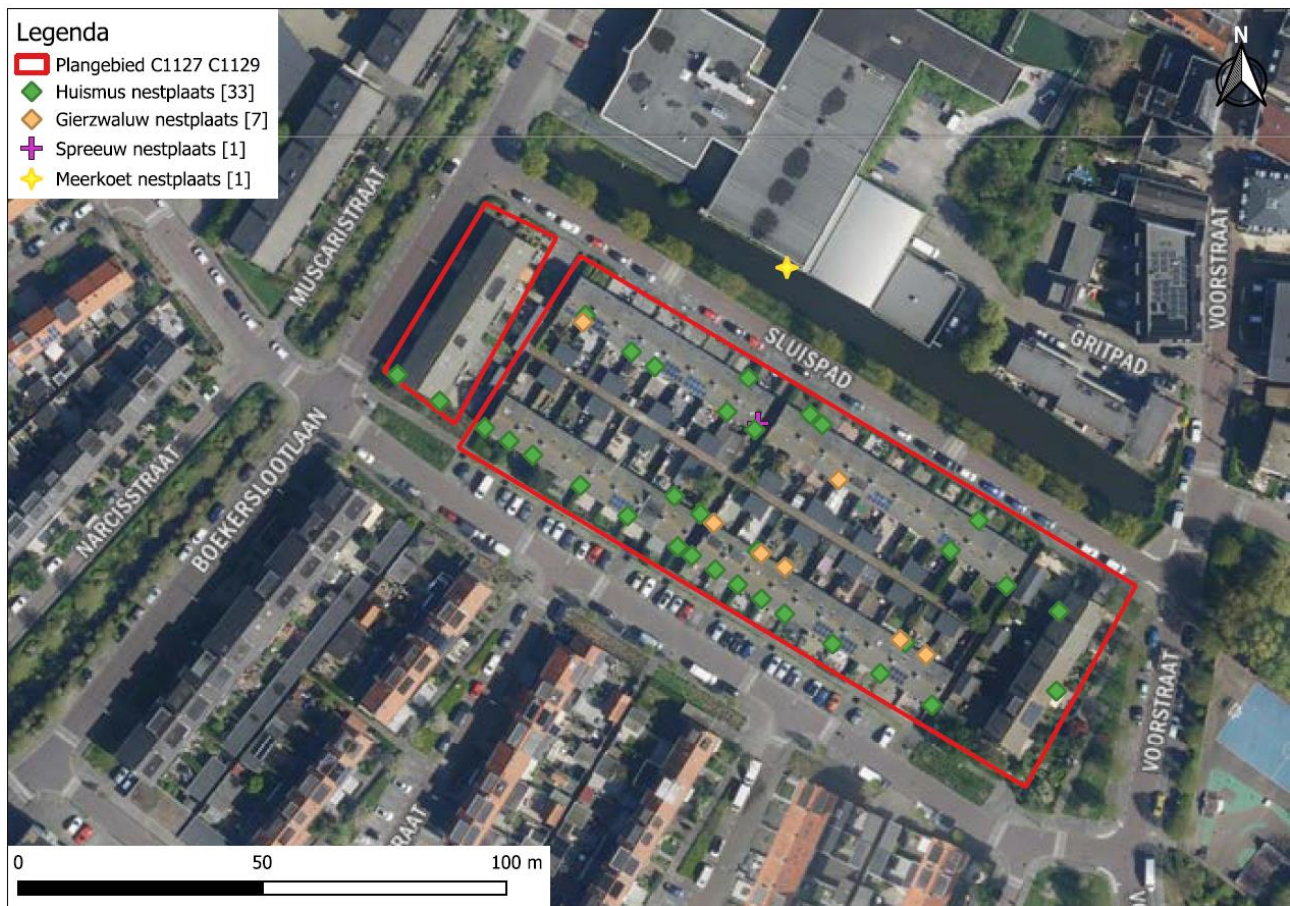 Legenda
Plangebied C1127 C1129
Huismus nestplaats [33]
Gierzwaluw nestplaats [7]
Spreeuw nestplaats [1]
Meerkoet nestplaats [1]
N
MUSCARISTRAAT
VOORSTRAAT
SLUISPAD
GRITPAD
NARCISSTRAAT
BOEKERSLOOTLAAN
VOORSTRAAT
RAAT
0 50 100 m